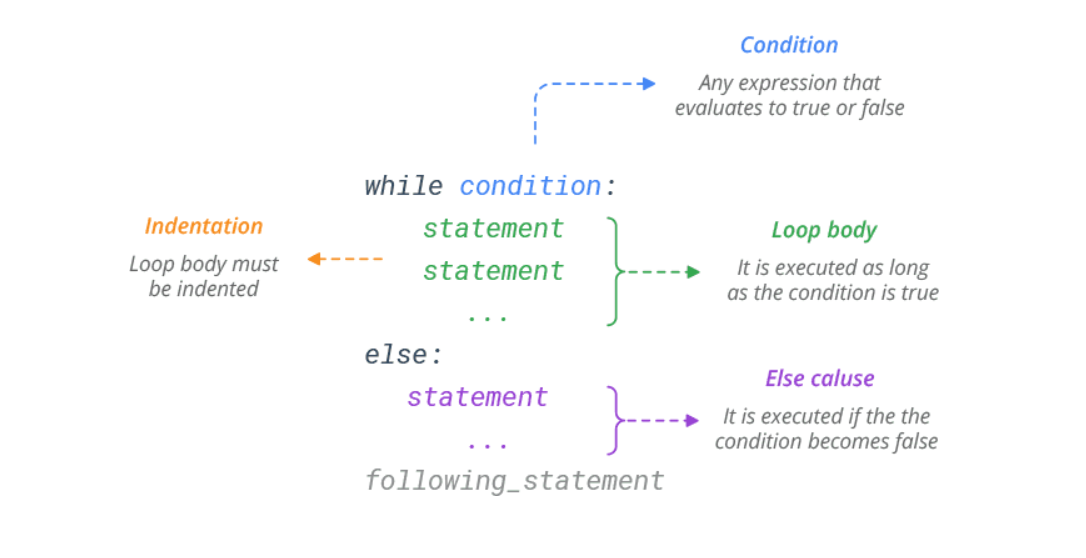 Condition
Any expression that
evaluates to true or false
while condition:
Indentation
Loop body must
be indented
statement
statement
...
Loop body
It is executed as long
as the condition is true
else:
statement
...
Else caluse
It is executed if the the
condition becomes false
following_statement